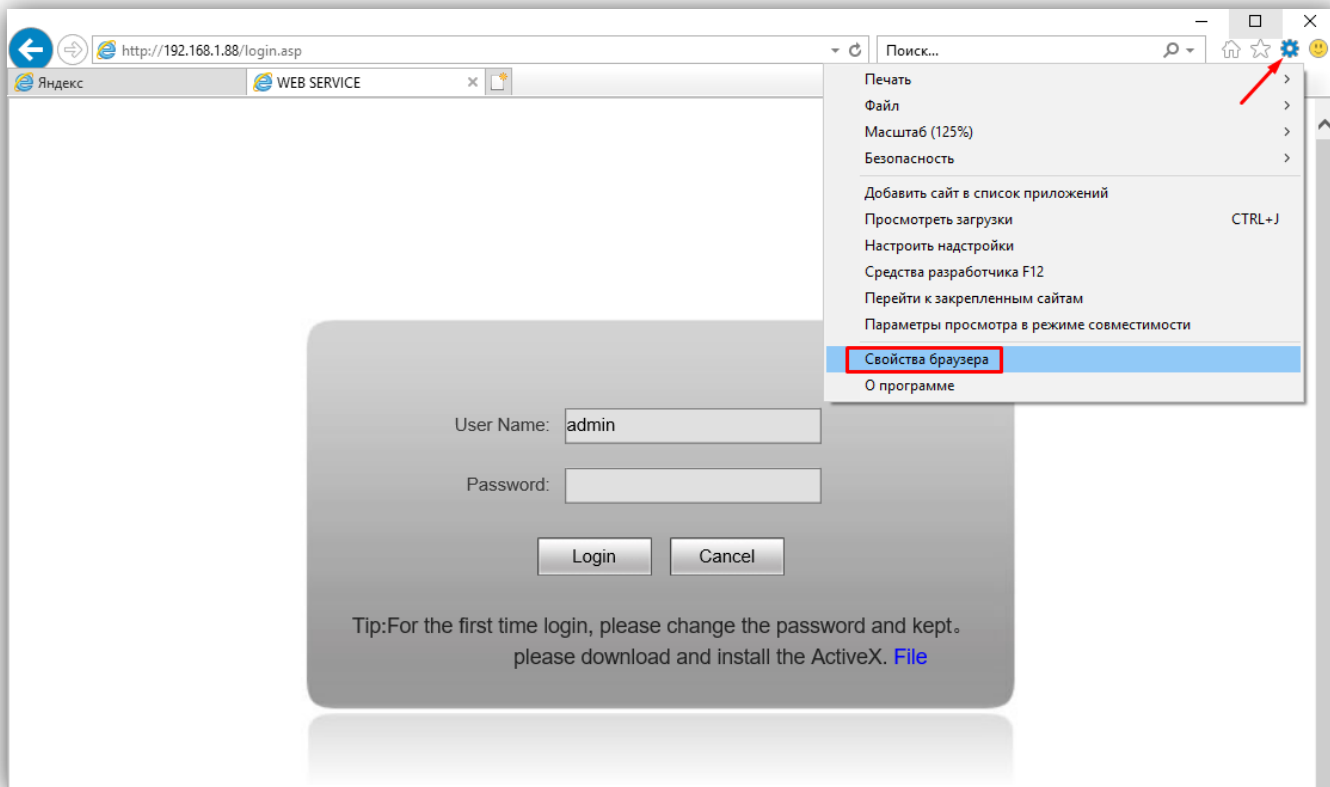 http://192.168.1.88/login.asp
Поиск...
Яндекс
WEB SERVICE
Печать
Файл
Масштаб (125%)
Безопасность
Добавить сайт в список приложений
Просмотреть загрузки CTRL+J
Настроить надстройки
Средства разработчика F12
Перейти к закрепленным сайтам
Параметры просмотра в режиме совместимости
Свойства браузера
О программе
User Name: admin
Password:
Login Cancel
Tip:For the first time login, please change the password and kept。
please download and install the ActiveX. File